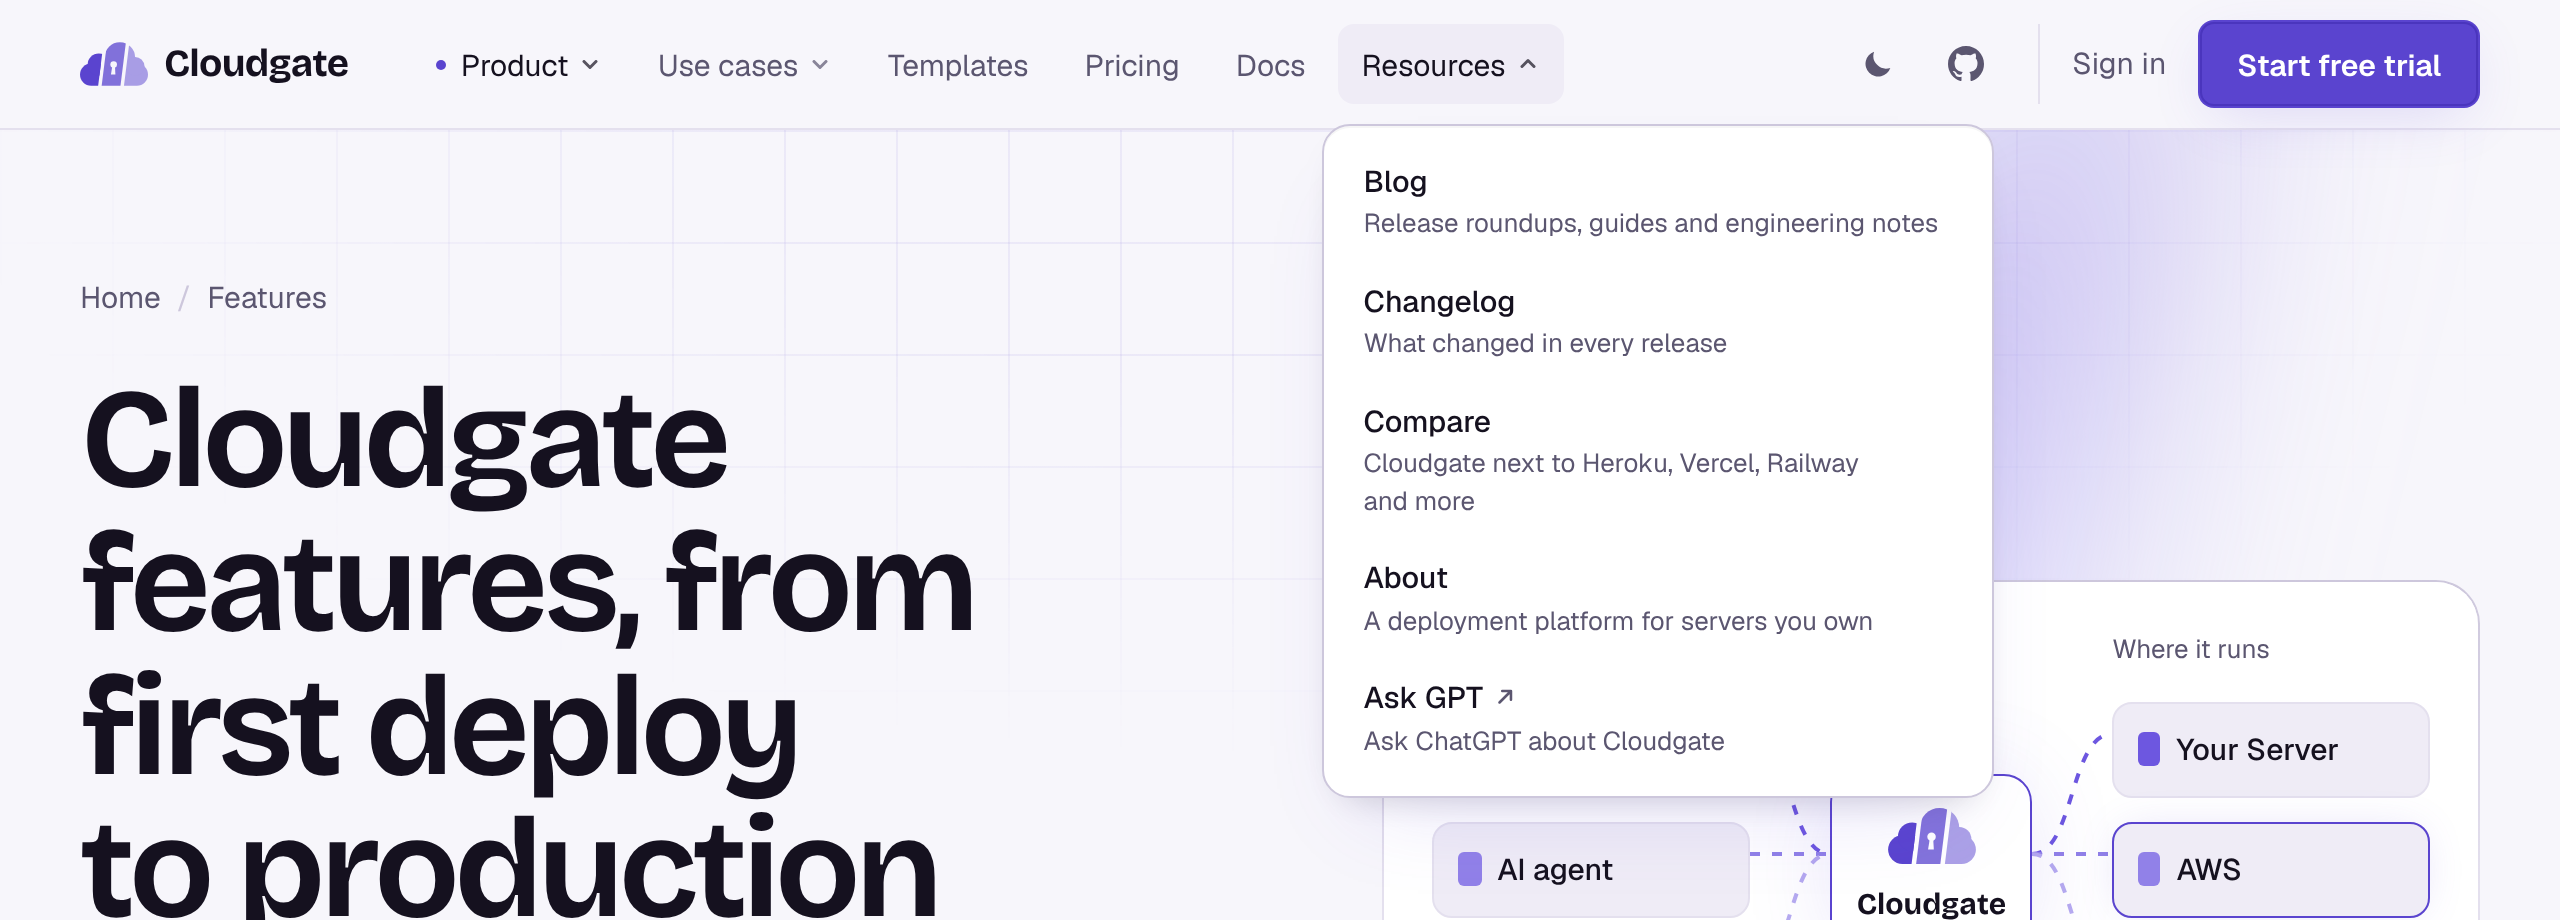 Cloudgate
Product
Use cases
Templates
Pricing
Docs
Resources
Sign in
Start free trial
Blog
Release roundups, guides and engineering notes
Changelog
What changed in every release
Compare
Cloudgate next to Heroku, Vercel, Railway
and more
About
A deployment platform for servers you own
Ask GPT
Ask ChatGPT about Cloudgate
Home / Features
Cloudgate
features, from
first deploy
to production
Where it runs
Your Server
AI agent
Cloudgate
AWS